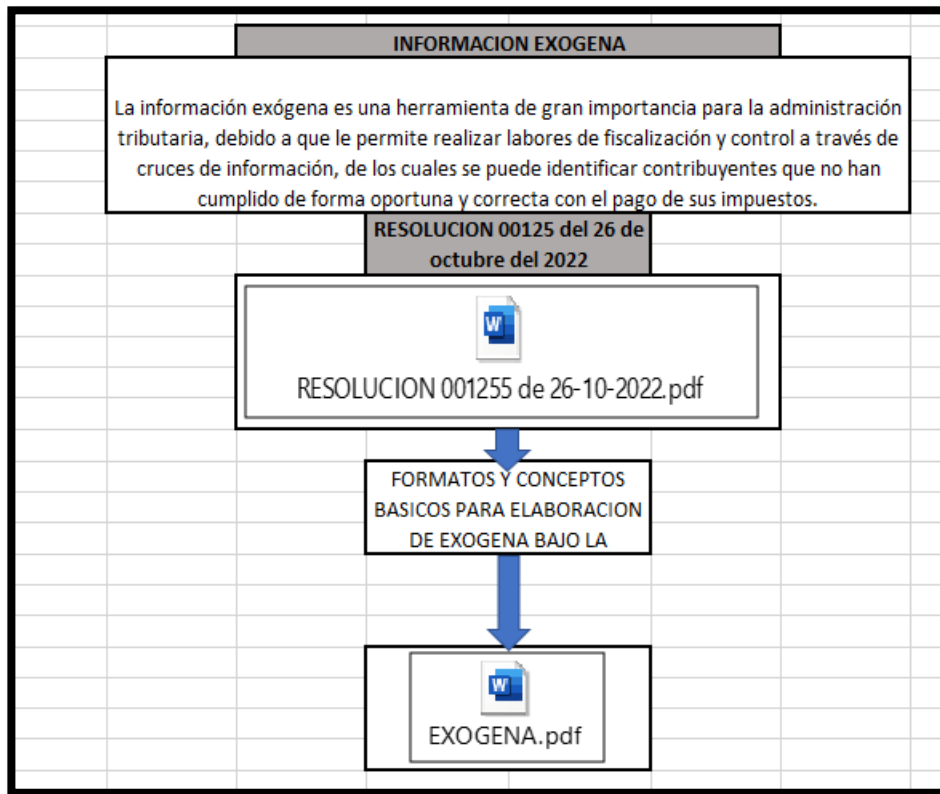 INFORMACION EXOGENA
La información exógena es una herramienta de gran importancia para la administración
tributaria, debido a que le permite realizar labores de fiscalización y control a través de
cruces de información, de los cuales se puede identificar contribuyentes que no han
cumplido de forma oportuna y correcta con el pago de sus impuestos.
RESOLUCION 00125 del 26 de
octubre del 2022
W
RESOLUCION 001255 de 26-10-2022.pdf
FORMATOS Y CONCEPTOS
BASICOS PARA ELABORACION
DE EXOGENA BAJO LA
W
EXOGENA.pdf